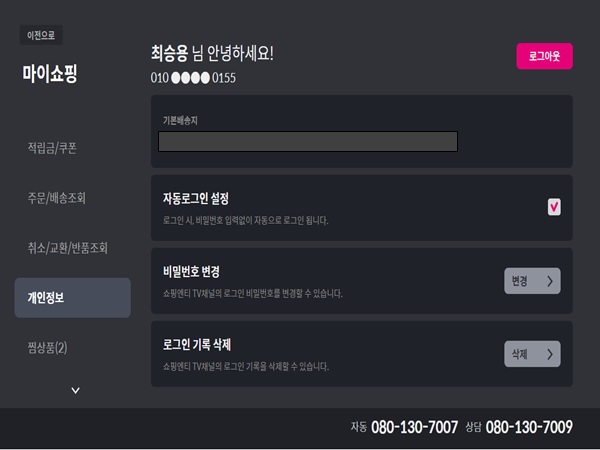 이전으로
마이쇼핑
적립금/쿠폰
주문/배송조회
취소/교환/반품조회
개인정보
찜상품(2)
최승용 님 안녕하세요!
010 ●●●● 0155
로그아웃
기본배송지
자동로그인 설정
로그인 시, 비밀번호 입력없이 자동으로 로그인 됩니다.
비밀번호 변경
쇼핑엔티 TV채널의 로그인 비밀번호를 변경할 수 있습니다.
변경
로그인 기록 삭제
쇼핑엔티 TV채널의 로그인 기록을 삭제할 수 있습니다.
삭제
자동 080-130-7007 상담 080-130-7009